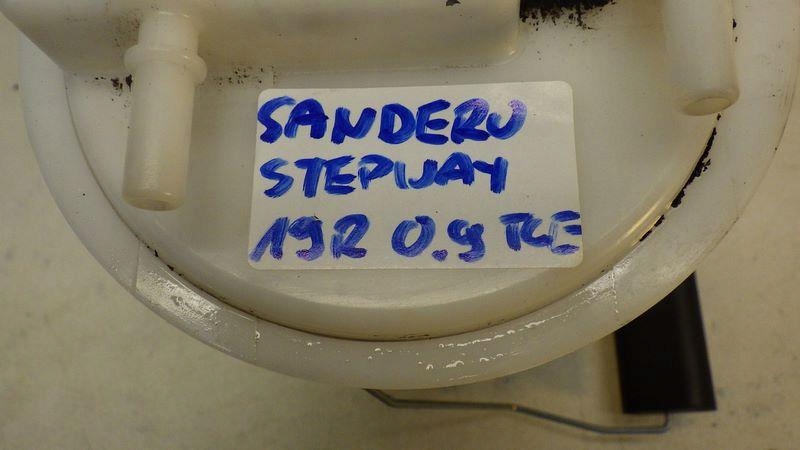 SANDERO
STEPWAY
19R 0.9 TCE